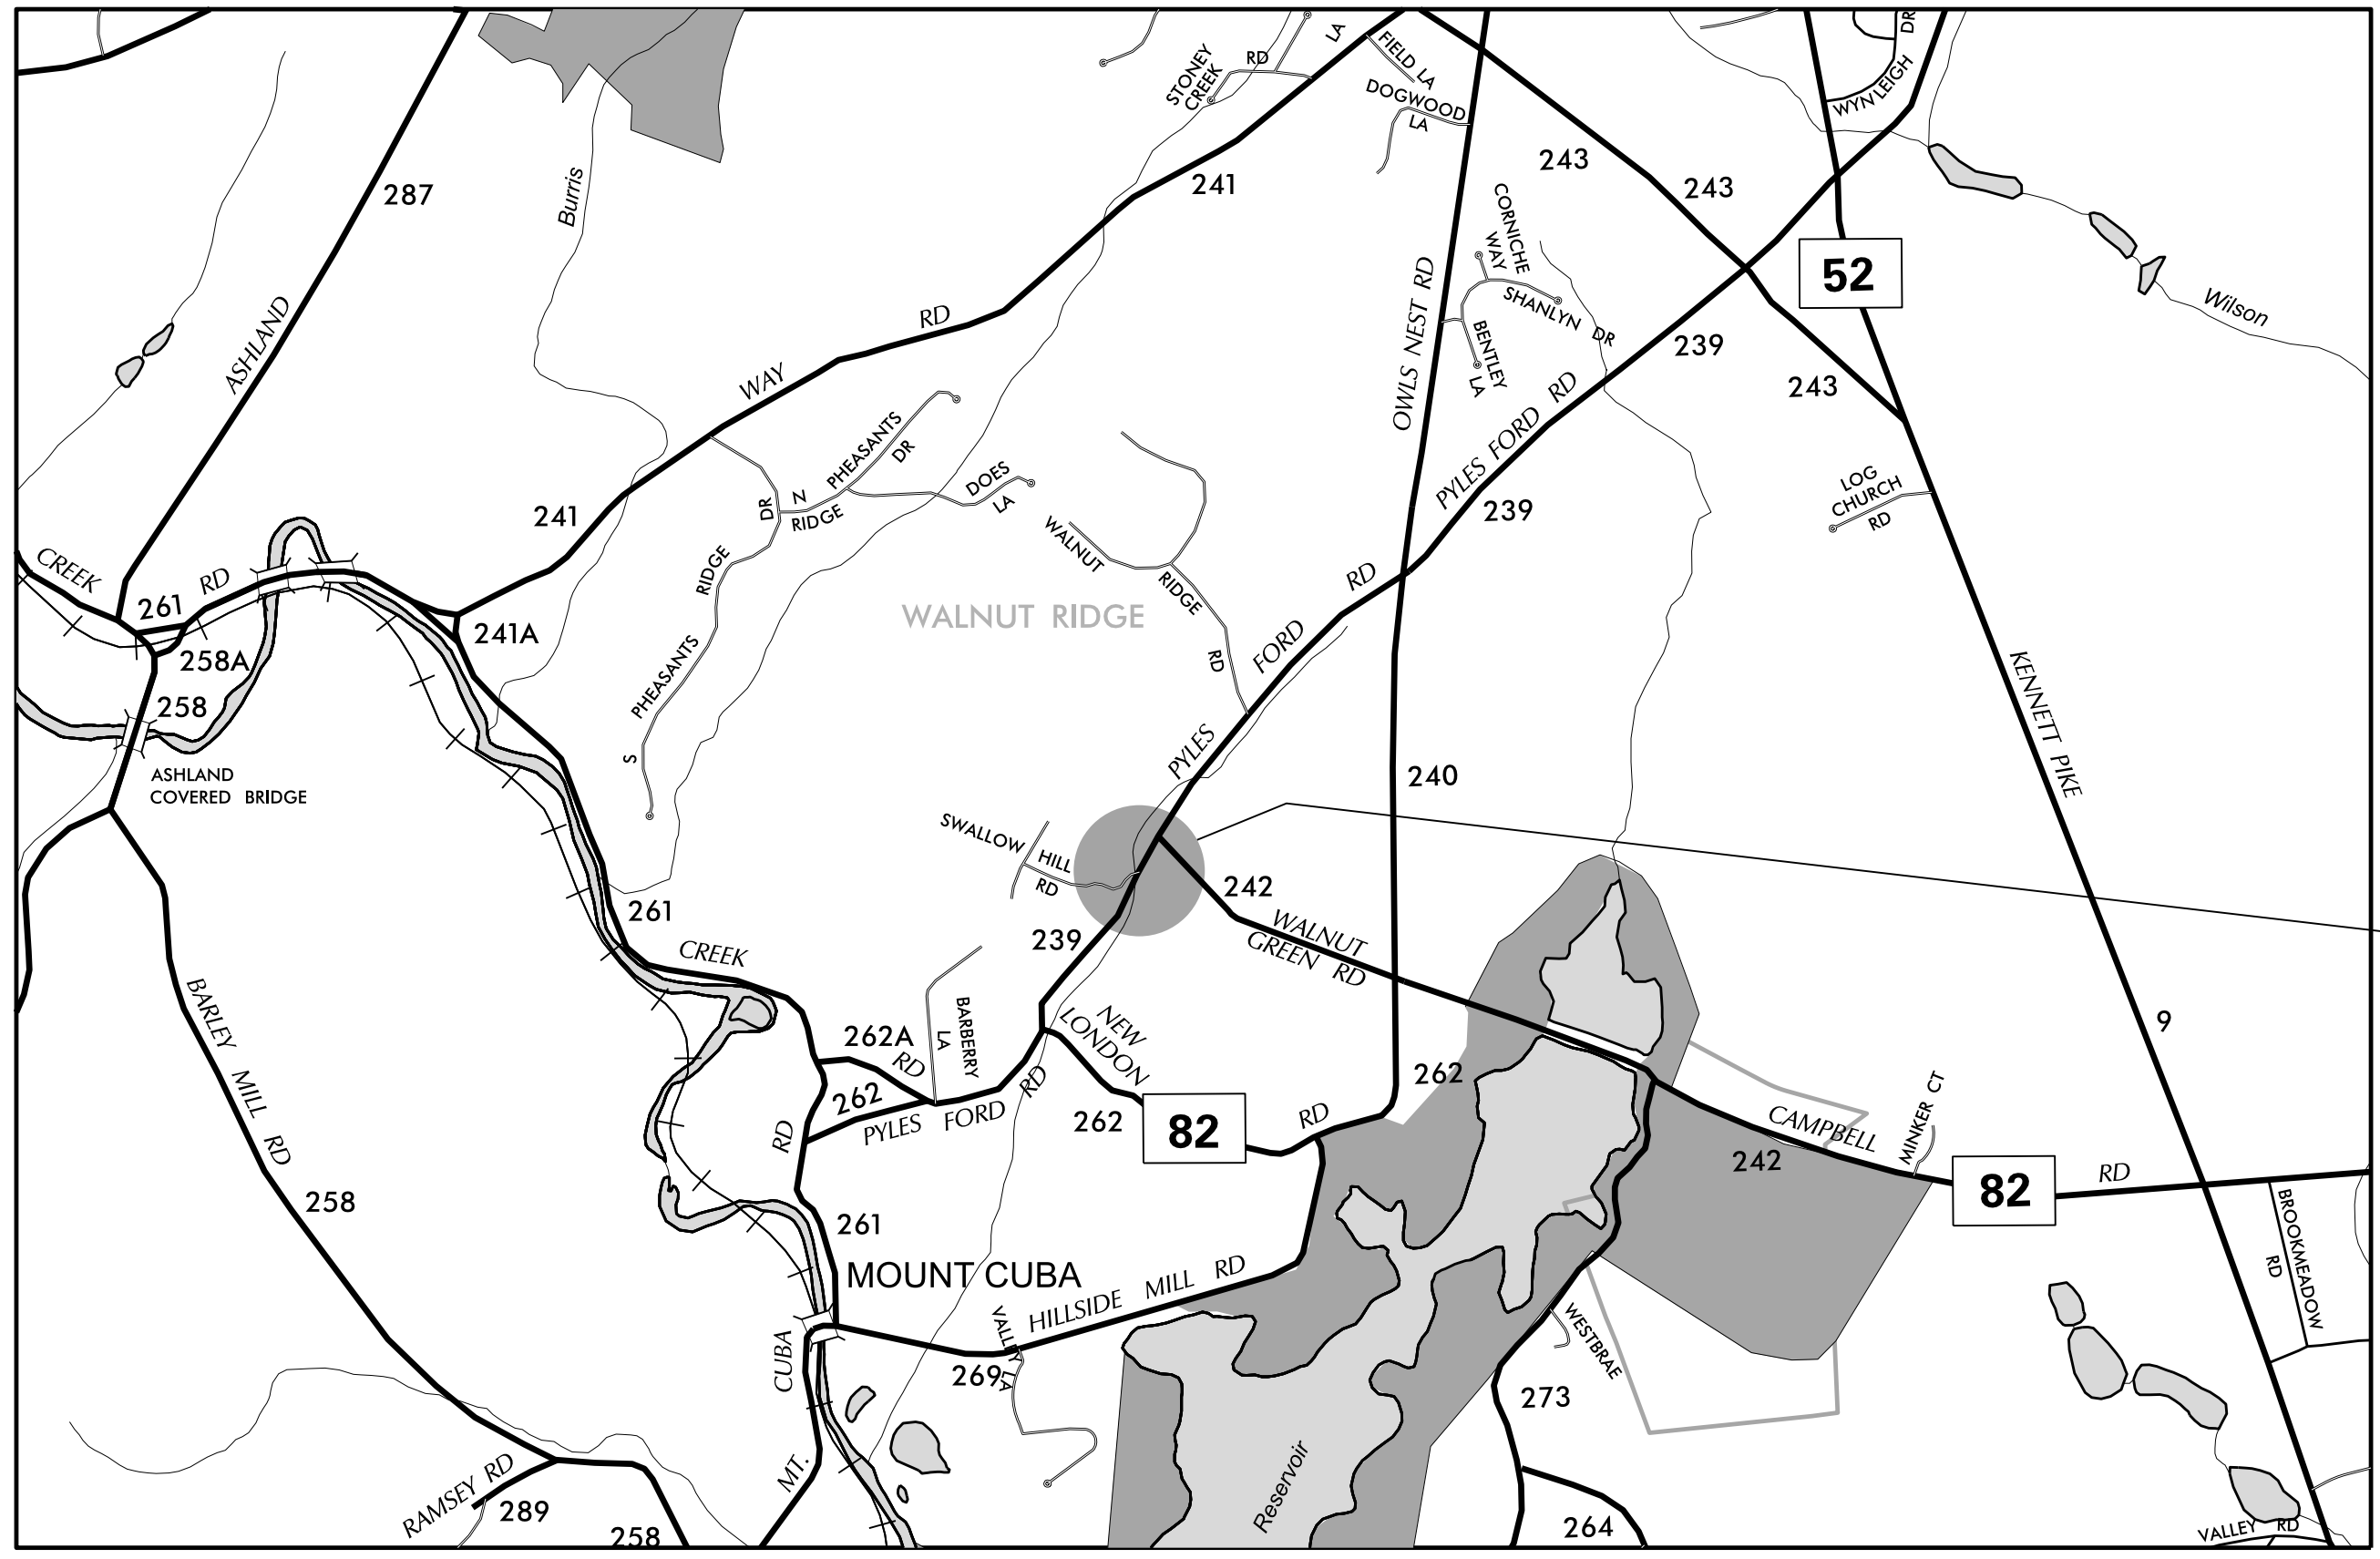 LA
FIELD LA
STONEY
CREEK
RD
DOGWOOD
LA
DR
WYN LEIGH
243
243
241
287
Burris
CORNICHE
WAY
52
SHANLYN DR
BENTLEY
LA
OWLS NEST RD
239
243
Wilson
ASHLAND
RD
WAY
PYLES FORD RD
239
PHEASANTS
DR
N
RIDGE
DR
DOES
LA
241
LOG
CHURCH
RD
WALNUT
RIDGE
RD
CREEK
261
RD
241A
258A
258
RIDGE
PHEASANTS
S
WALNUT RIDGE
PYLES
FORD
RD
KENNETT PIKE
ASHLAND
COVERED BRIDGE
240
SWALLOW
HILL
RD
242
WALNUT
GREEN RD
261
CREEK
239
BARBERRY
LA
NEW
LONDON
9
262A
RD
262
PYLES
FORD
RD
262
82
RD
262
BARLEY
MILL
RD
RD
CAMPBELL
242
MINKER CT
82
RD
258
261
MOUNT CUBA
HILLSIDE MILL RD
VALLEY
LA
269
CUBA
MT.
WESTBRAE
273
BROOKMEADOW
RD
Reservoir
RAMSEY RD
289
258
264
VALLEY RD